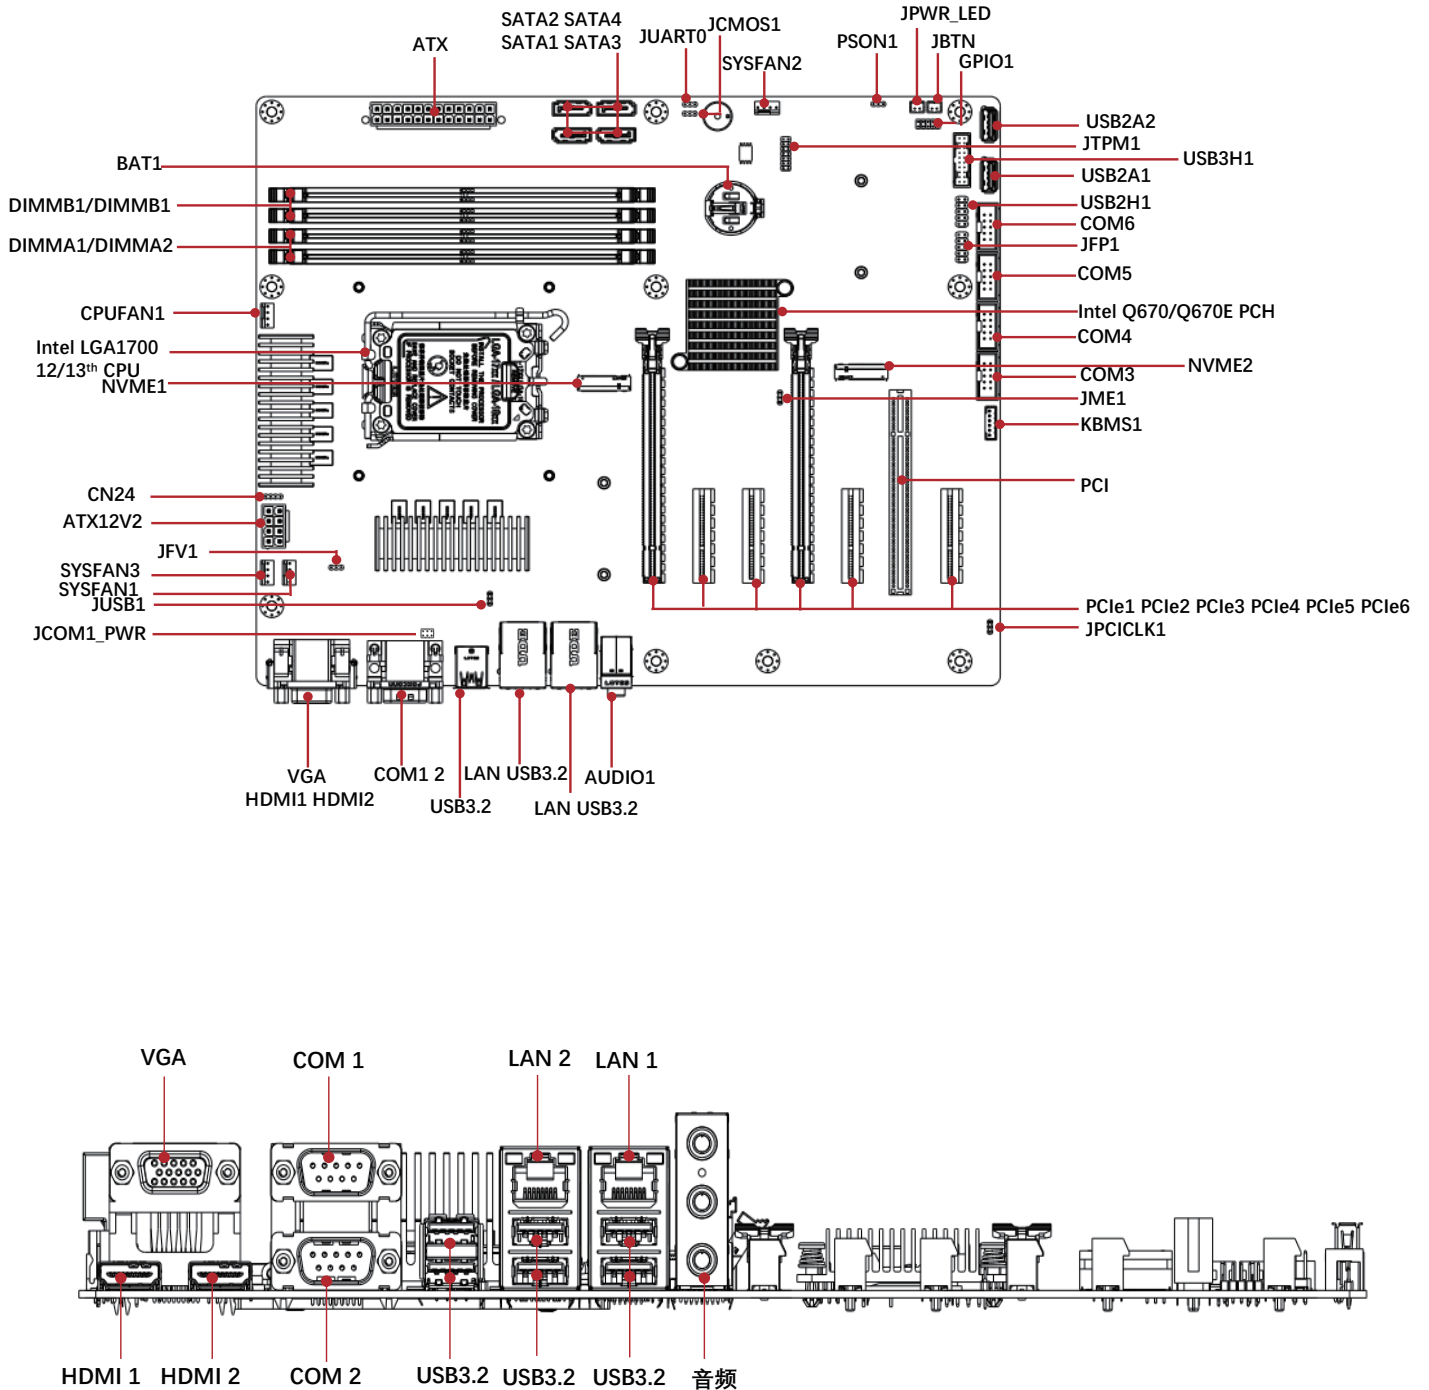 SATA2 SATA4
SATA1 SATA3
ATX
JUART0
JCMOS1
SYSFAN2
PSON1
JPWR_LED
JBTN
GPIO1
USB2A2
JTPM1
USB3H1
USB2A1
USB2H1
COM6
JFP1
COM5
Intel Q670/Q670E PCH
COM4
NVME2
COM3
JME1
KBMS1
PCI
PCIe1 PCIe2 PCIe3 PCIe4 PCIe5 PCIe6
JPCICLK1
BAT1
DIMMB1/DIMMB1
DIMMA1/DIMMA2
CPUFAN1
Intel LGA1700
12/13th CPU
NVME1
CN24
ATX12V2
JFV1
SYSFAN3
SYSFAN1
JUSB1
JCOM1_PWR
VGA
HDMI1 HDMI2
COM1 2
USB3.2
LAN USB3.2
LAN USB3.2
AUDIO1
VGA
COM 1
LAN 2
LAN 1
HDMI 1
HDMI 2
COM 2
USB3.2
USB3.2
USB3.2
音频